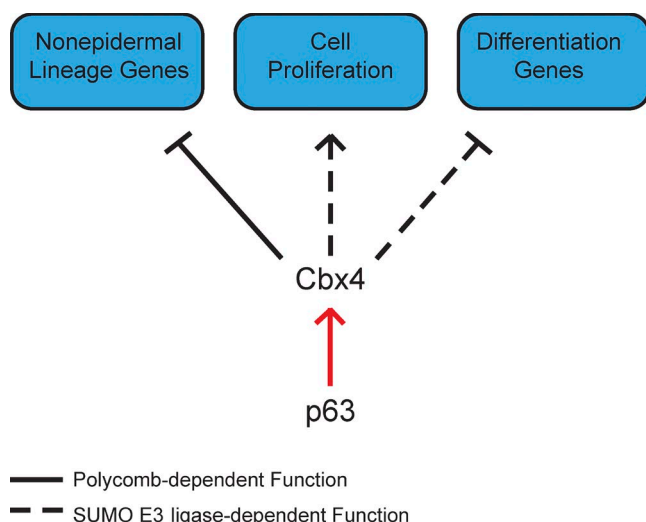 Nonepidermal
Lineage Genes
Cell
Proliferation
Differentiation
Genes
Cbx4
p63
Polycomb-dependent Function
SUMO E3 ligase-dependent Function